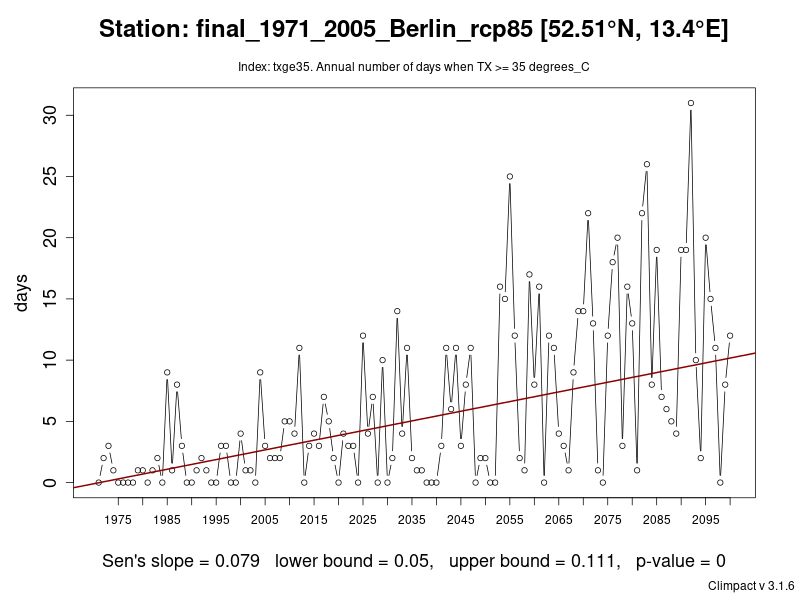 Station: final_1971_2005_Berlin_rcp85 [52.51°N, 13.4°E]
Index: txge35. Annual number of days when TX >= 35 degrees_C
days
30
25
20
15
10
5
0
1975 1985 1995 2005 2015 2025 2035 2045 2055 2065 2075 2085 2095
Sen's slope = 0.079 lower bound = 0.05, upper bound = 0.111, p-value = 0
Climpact v 3.1.6